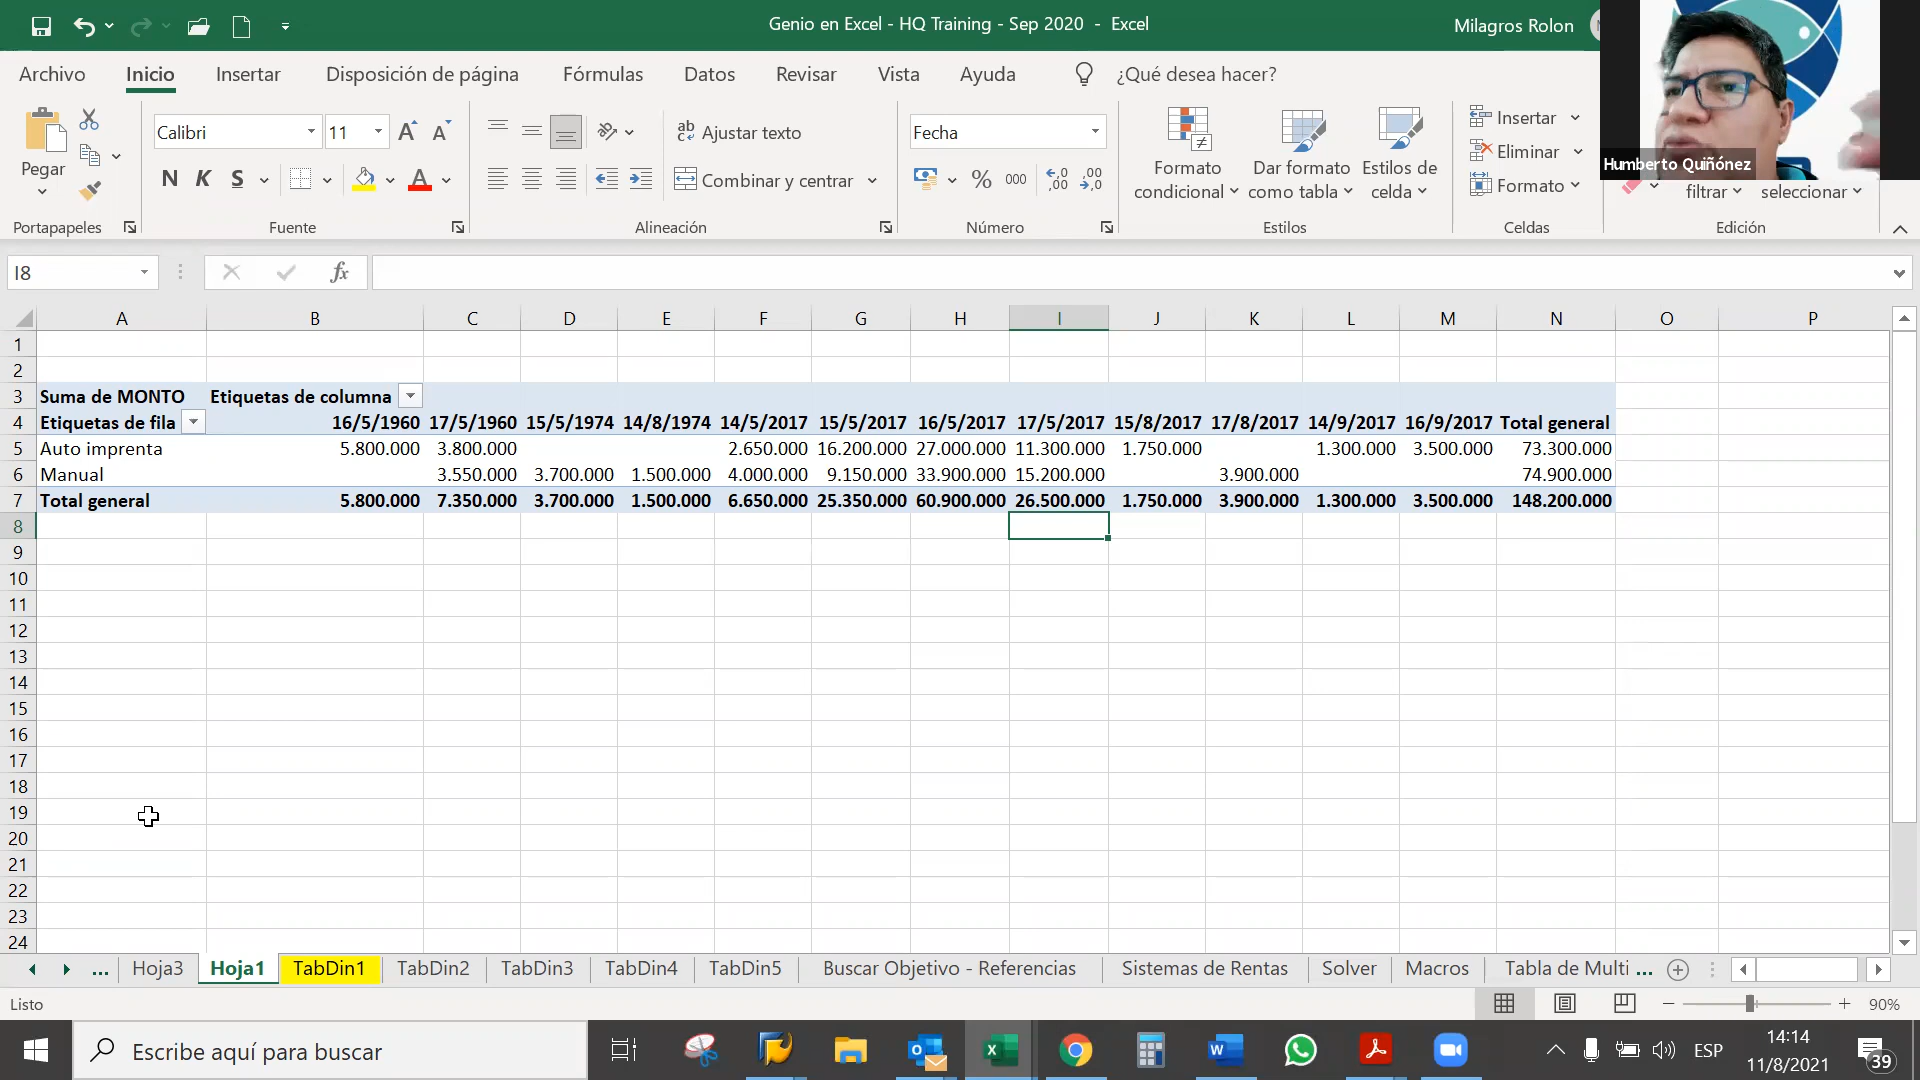 Genio en Excel - HQ Training - Sep 2020 - Excel
Milagros Rolon
Archivo Inicio Insertar Disposición de página Fórmulas Datos Revisar Vista Ayuda ¿Qué desea hacer?
Pegar
Portapapeles
Calibri 11
N K S
Fuente
Ajustar texto
Combinar y centrar
Alineación
Fecha
% 000
Número
Formato condicional
Dar formato como tabla
Estilos de celda
Estilos
Insertar
Eliminar
Formato
Celdas
Humberto Quiñónez
filtrar
seleccionar
Edición
I8 fx
A B C D E F G H I J K L M N O P
1
2
3 Suma de MONTO Etiquetas de columna
4 Etiquetas de fila 16/5/1960 17/5/1960 15/5/1974 14/8/1974 14/5/2017 15/5/2017 16/5/2017 17/5/2017 15/8/2017 17/8/2017 14/9/2017 16/9/2017 Total general
5 Auto imprenta 5.800.000 3.800.000 2.650.000 16.200.000 27.000.000 11.300.000 1.750.000 1.300.000 3.500.000 73.300.000
6 Manual 3.550.000 3.700.000 1.500.000 4.000.000 9.150.000 33.900.000 15.200.000 3.900.000 74.900.000
7 Total general 5.800.000 7.350.000 3.700.000 1.500.000 6.650.000 25.350.000 60.900.000 26.500.000 1.750.000 3.900.000 1.300.000 3.500.000 148.200.000
8
9
10
11
12
13
14
15
16
17
18
19
20
21
22
23
24
... Hoja3 Hoja1 TabDin1 TabDin2 TabDin3 TabDin4 TabDin5 Buscar Objetivo - Referencias Sistemas de Rentas Solver Macros Tabla de Multi ...
Listo
90%
Escribe aquí para buscar
ESP
14:14
11/8/2021
39